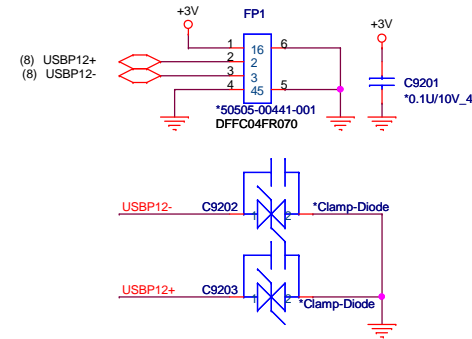 +3V
FP1
+3V
1 16 6
(8) USBP12+ 2 2
(8) USBP12- 3 3
4 45 5
C9201
*0.1U/10V_4
*50505-00441-001
DFFC04FR070
USBP12- C9202 1 2 *Clamp-Diode
USBP12+ C9203 1 2 *Clamp-Diode